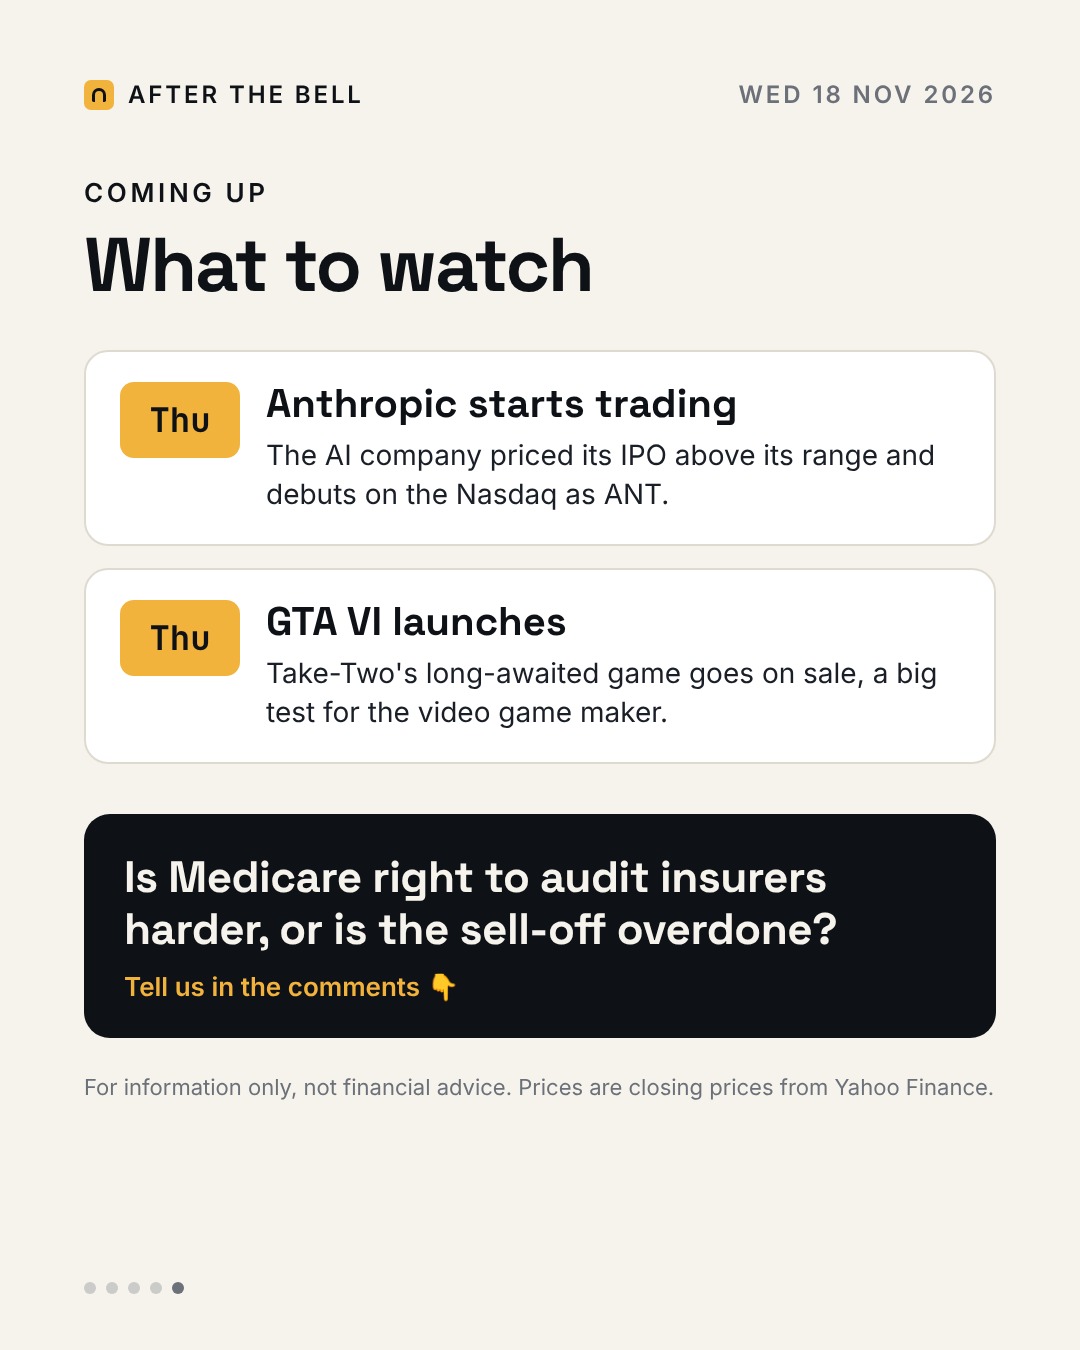 AFTER THE BELL
WED 18 NOV 2026
COMING UP
What to watch
Thu
Anthropic starts trading
The AI company priced its IPO above its range and
debuts on the Nasdaq as ANT.
Thu
GTA VI launches
Take-Two's long-awaited game goes on sale, a big
test for the video game maker.
Is Medicare right to audit insurers
harder, or is the sell-off overdone?
Tell us in the comments 👇
For information only, not financial advice. Prices are closing prices from Yahoo Finance.